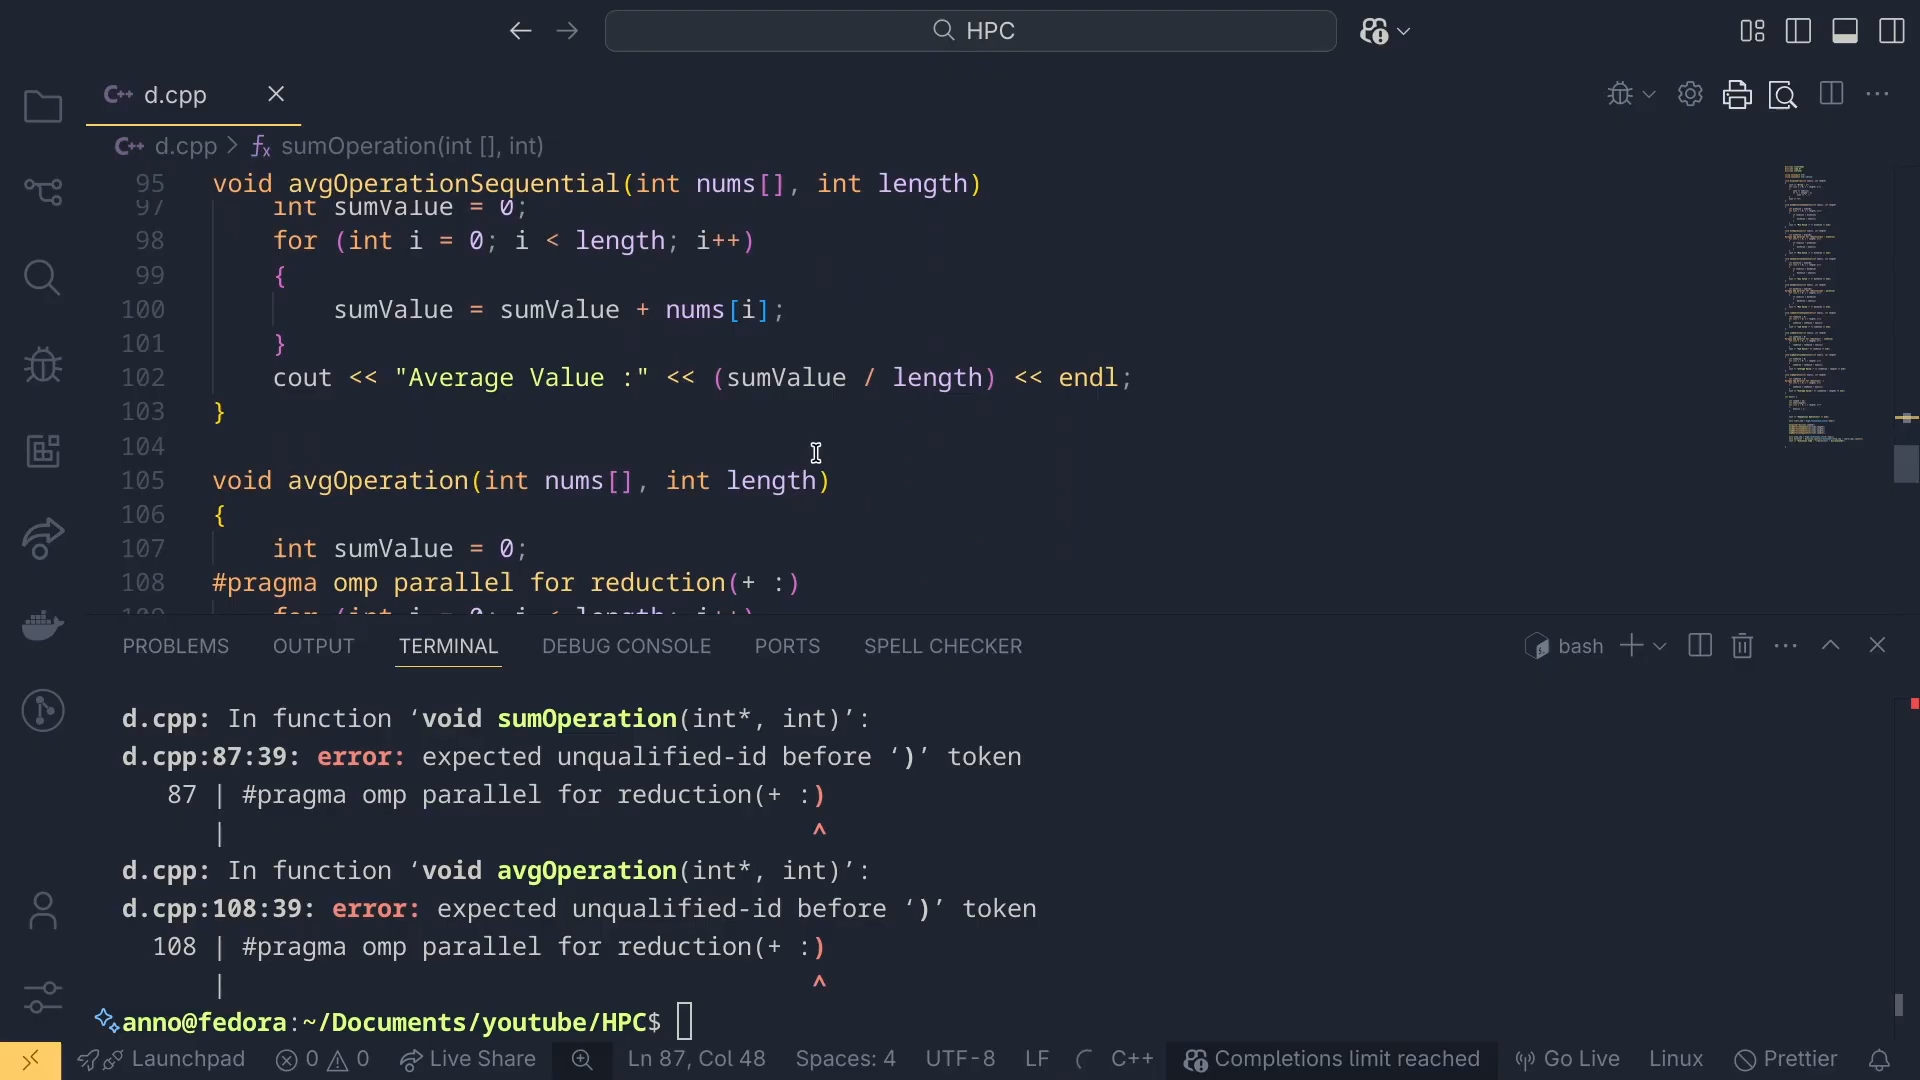 HPC
C++ d.cpp
C++ d.cpp > fx sumOperation(int [], int)
95 void avgOperationSequential(int nums[], int length)
97 int sumValue = 0;
98 for (int i = 0; i < length; i++)
99 {
100 sumValue = sumValue + nums[i];
101 }
102 cout << "Average Value :" << (sumValue / length) << endl;
103 }
104
105 void avgOperation(int nums[], int length)
106 {
107 int sumValue = 0;
108 #pragma omp parallel for reduction(+ :)
109 for (int i = 0; i < length; i++)
PROBLEMS OUTPUT TERMINAL DEBUG CONSOLE PORTS SPELL CHECKER bash
d.cpp: In function ‘void sumOperation(int*, int)’:
d.cpp:87:39: error: expected unqualified-id before ‘)’ token
87 | #pragma omp parallel for reduction(+ :)
| ^
d.cpp: In function ‘void avgOperation(int*, int)’:
d.cpp:108:39: error: expected unqualified-id before ‘)’ token
108 | #pragma omp parallel for reduction(+ :)
| ^
anno@fedora:~/Documents/youtube/HPC$
Launchpad 0 0 Live Share Ln 87, Col 48 Spaces: 4 UTF-8 LF C++ Completions limit reached Go Live Linux Prettier